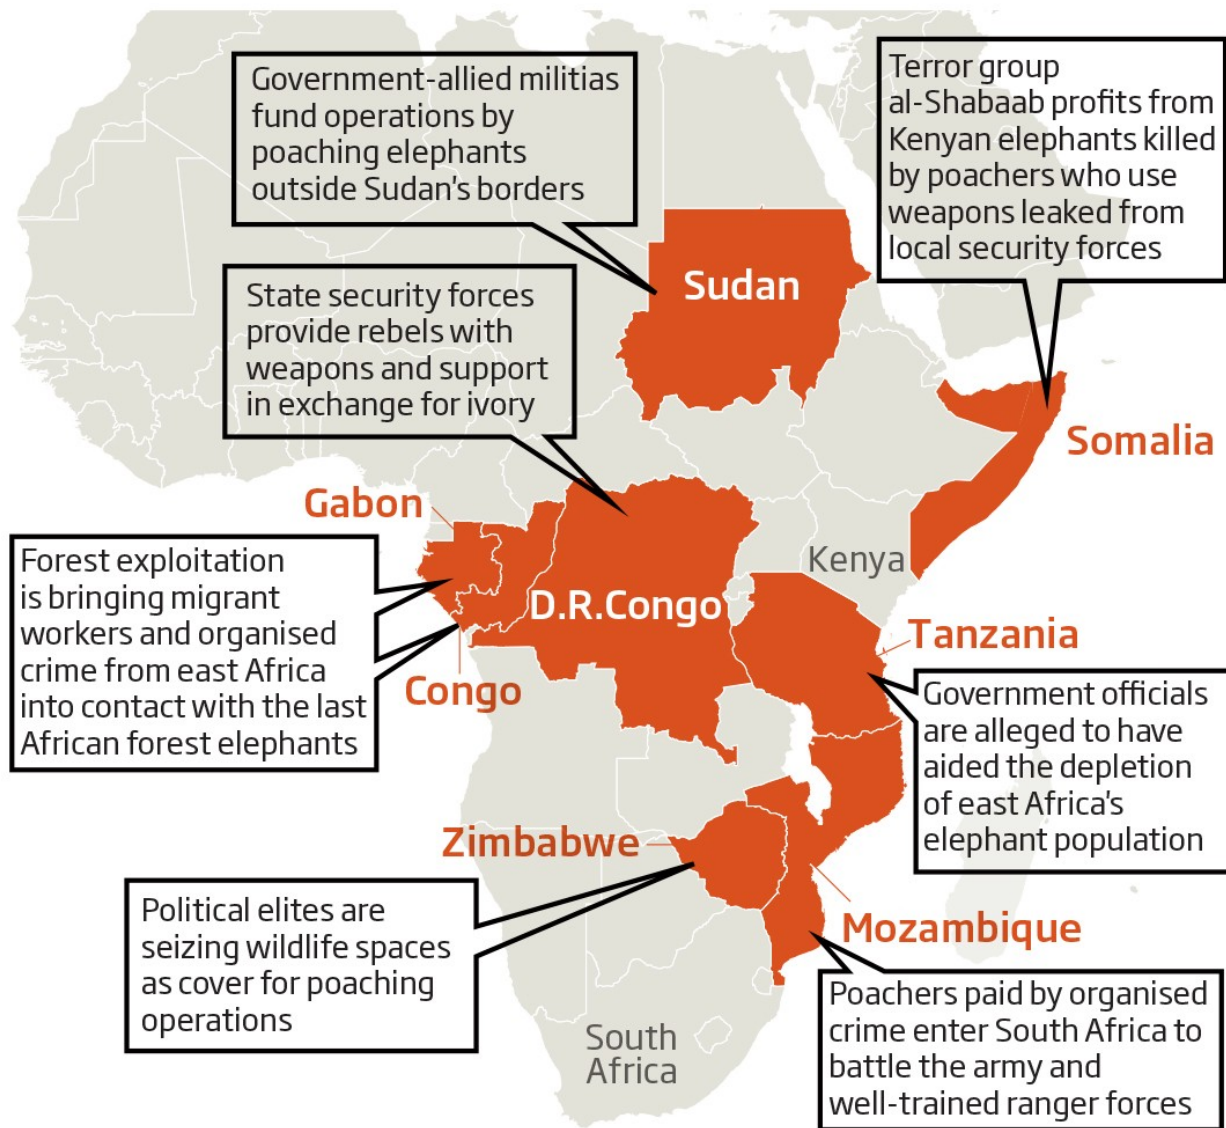 Government-allied militias
fund operations by
poaching elephants
outside Sudan's borders
Terror group
al-Shabaab profits from
Kenyan elephants killed
by poachers who use
weapons leaked from
local security forces
Sudan
State security forces
provide rebels with
weapons and support
in exchange for ivory
Somalia
Gabon
Kenya
Forest exploitation
is bringing migrant
workers and organised
crime from east Africa
into contact with the last
African forest elephants
D.R.Congo
Tanzania
Congo
Government officials
are alleged to have
aided the depletion
of east Africa's
elephant population
Zimbabwe
Political elites are
seizing wildlife spaces
as cover for poaching
operations
Mozambique
Poachers paid by organised
crime enter South Africa to
battle the army and
well-trained ranger forces
South
Africa